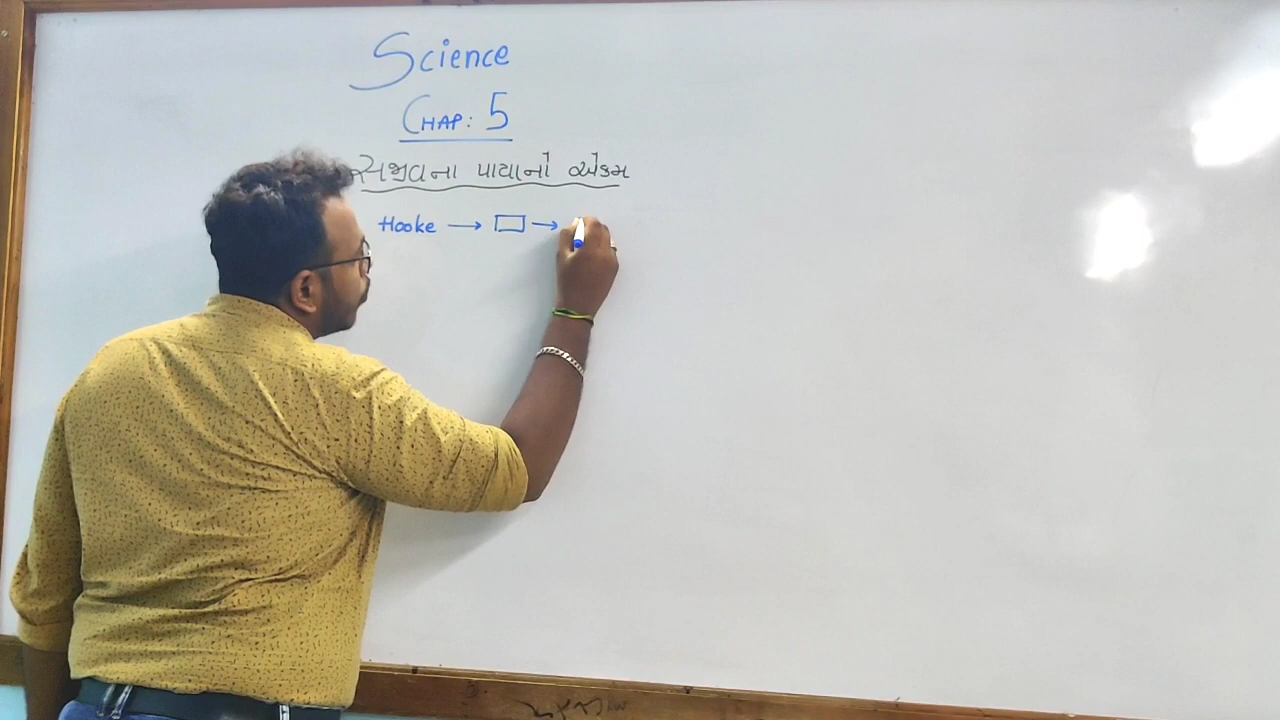 Science
CHAP: 5
સજીવના પાયાનો એકમ
Hooke → □ →